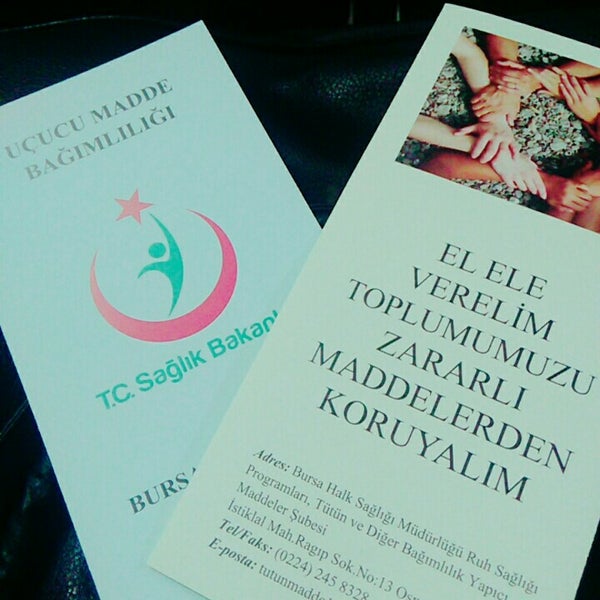 UÇUCU MADDE
BAĞIMLILIĞI
T.C. Sağlık
BURSA
EL ELE
VERELİM
TOPLUMUMUZU
ZARARLI
MADDELERDEN
KORUYALIM
Adres: Bursa Halk Sağlığı Müdürlüğü Ruh Sağlığı
Programları, Tütün ve Diğer Bağımlılık Yapıcı
Maddeler Şubesi
İstiklal Mah.Ragıp Sok.No:13
Tel/Faks: (0224) 245 8328
E-posta: